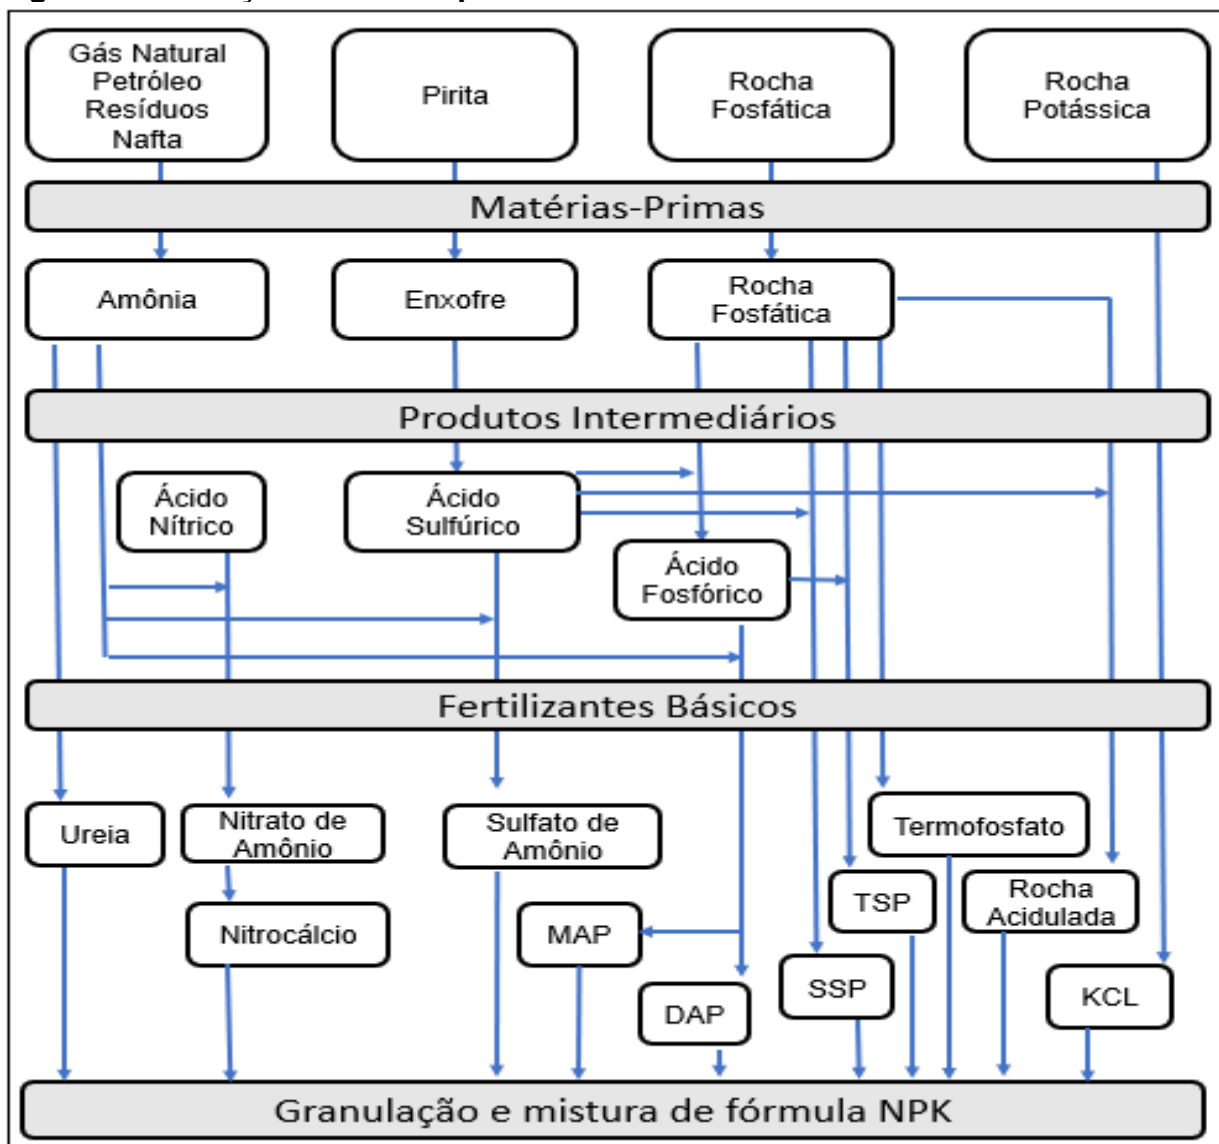 Gás Natural
Petróleo
Resíduos
Nafta
Pirita
Rocha
Fosfática
Rocha
Potássica
Matérias-Primas
Amônia
Enxofre
Rocha
Fosfática
Produtos Intermediários
Ácido
Nítrico
Ácido
Sulfúrico
Ácido
Fosfórico
Fertilizantes Básicos
Ureia
Nitrato de
Amônio
Sulfato de
Amônio
Termofosfato
TSP
Rocha
Acidulada
Nitrocálcio
MAP
SSP
KCL
DAP
Granulação e mistura de fórmula NPK